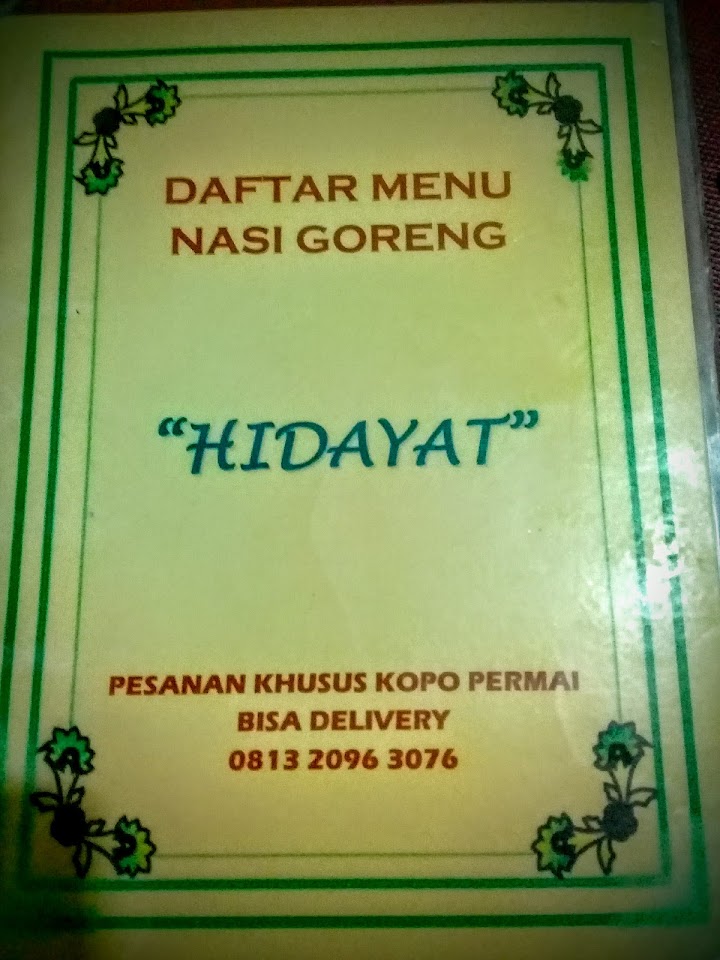 DAFTAR MENU
NASI GORENG
“HIDAYAT”
PESANAN KHUSUS KOPO PERMAI
BISA DELIVERY
0813 2096 3076